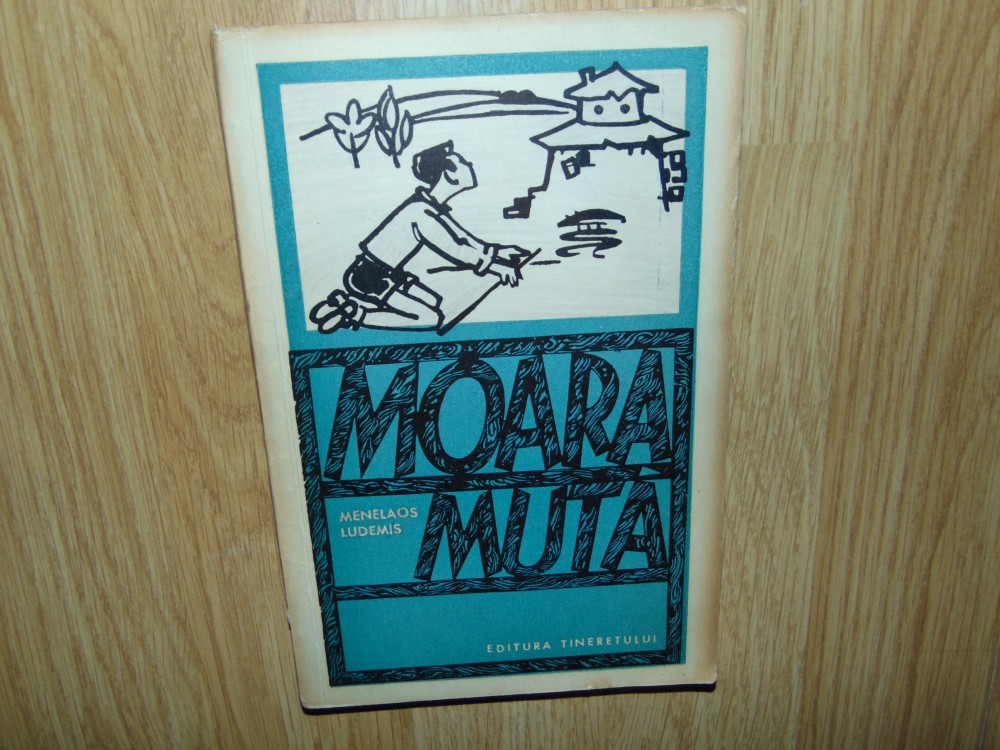 MOARA
MUTĂ
MENELAOS
LUDEMIS
EDITURA TINERETULUI